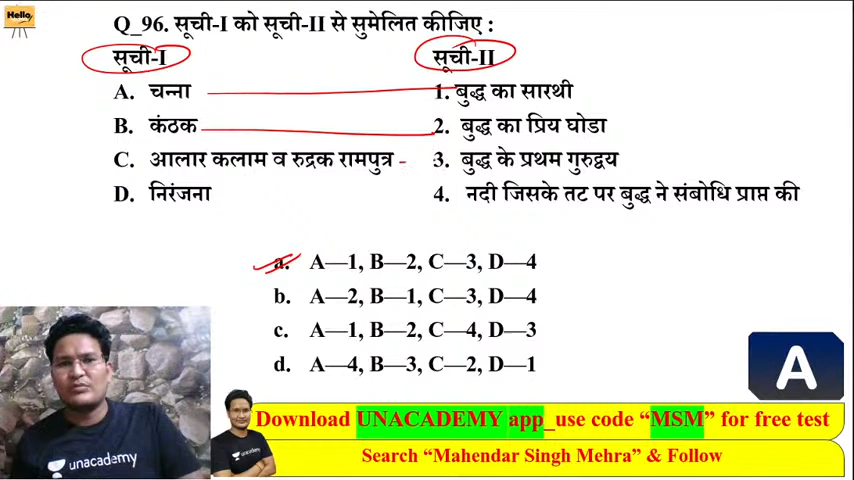 Hello
Q_96. सूची-I को सूची-II से सुमेलित कीजिए :
सूची-I सूची-II
A. चन्ना 1. बुद्ध का सारथी
B. कंठक 2. बुद्ध का प्रिय घोडा
C. आलार कलाम व रुद्रक रामपुत्र 3. बुद्ध के प्रथम गुरुद्वय
D. निरंजना 4. नदी जिसके तट पर बुद्ध ने संबोधि प्राप्त की
a. A—1, B—2, C—3, D—4
b. A—2, B—1, C—3, D—4
c. A—1, B—2, C—4, D—3
d. A—4, B—3, C—2, D—1
A
unacademy
unacademy
Download UNACADEMY app_use code “MSM” for free test
Search “Mahendar Singh Mehra” & Follow